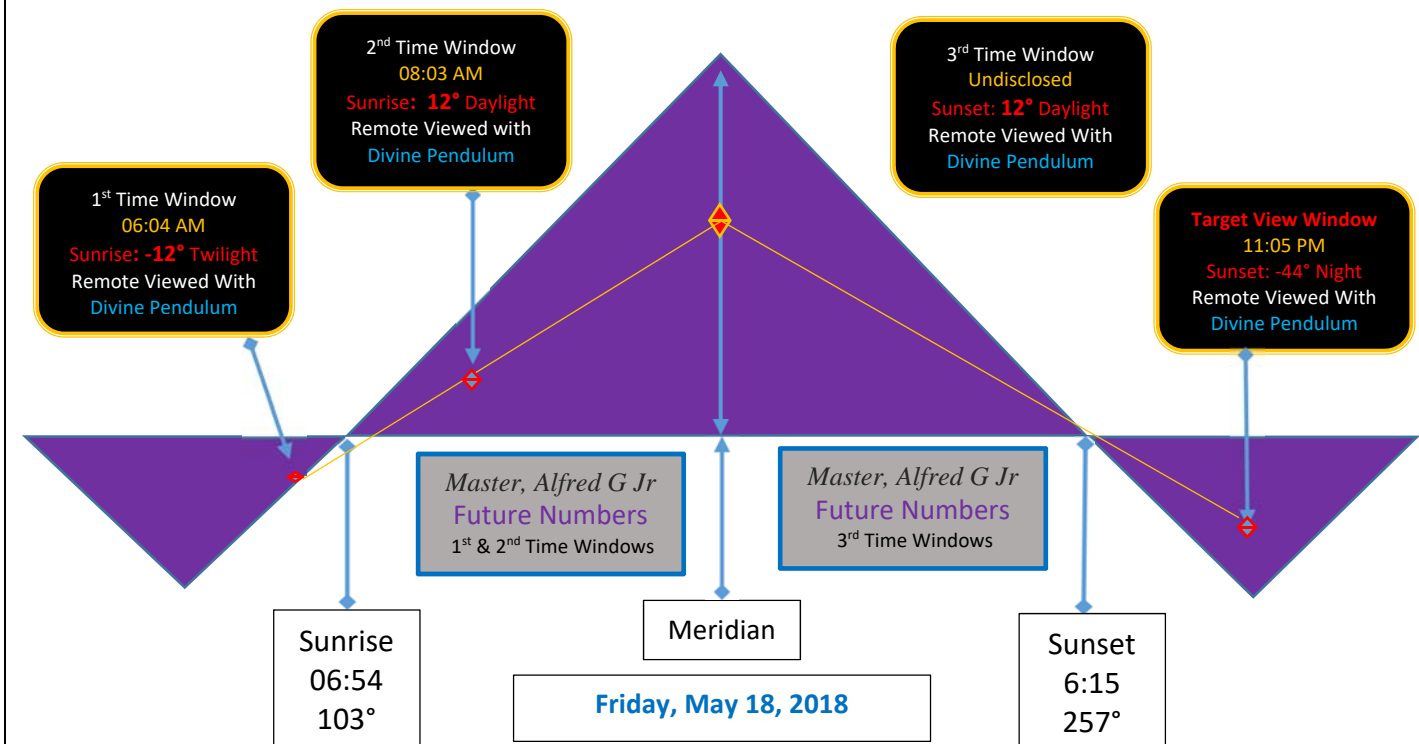 2nd Time Window
08:03 AM
Sunrise: 12° Daylight
Remote Viewed with
Divine Pendulum
3rd Time Window
Undisclosed
Sunset: 12° Daylight
Remote Viewed With
Divine Pendulum
1st Time Window
06:04 AM
Sunrise: -12° Twilight
Remote Viewed With
Divine Pendulum
Target View Window
11:05 PM
Sunset: -44° Night
Remote Viewed With
Divine Pendulum
Master, Alfred G Jr
Future Numbers
1st & 2nd Time Windows
Master, Alfred G Jr
Future Numbers
3rd Time Windows
Sunrise
06:54
103°
Meridian
Sunset
6:15
257°
Friday, May 18, 2018